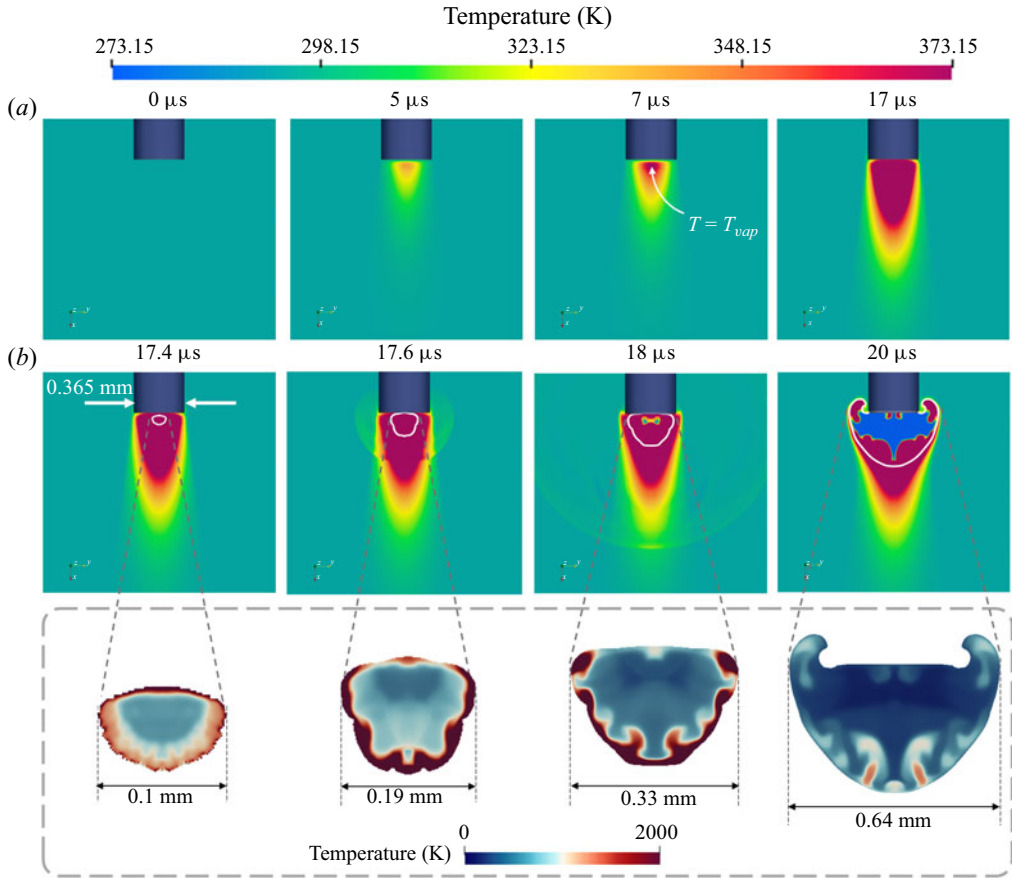 Temperature (K)
273.15 298.15 323.15 348.15 373.15
(a) 0 μs 5 μs 7 μs 17 μs
T = Tvap
z y z y z y z y
x x x x
(b) 17.4 μs 17.6 μs 18 μs 20 μs
0.365 mm
z y z y z y z y
x x x x
0.1 mm 0.19 mm 0.33 mm 0.64 mm
0 2000
Temperature (K)